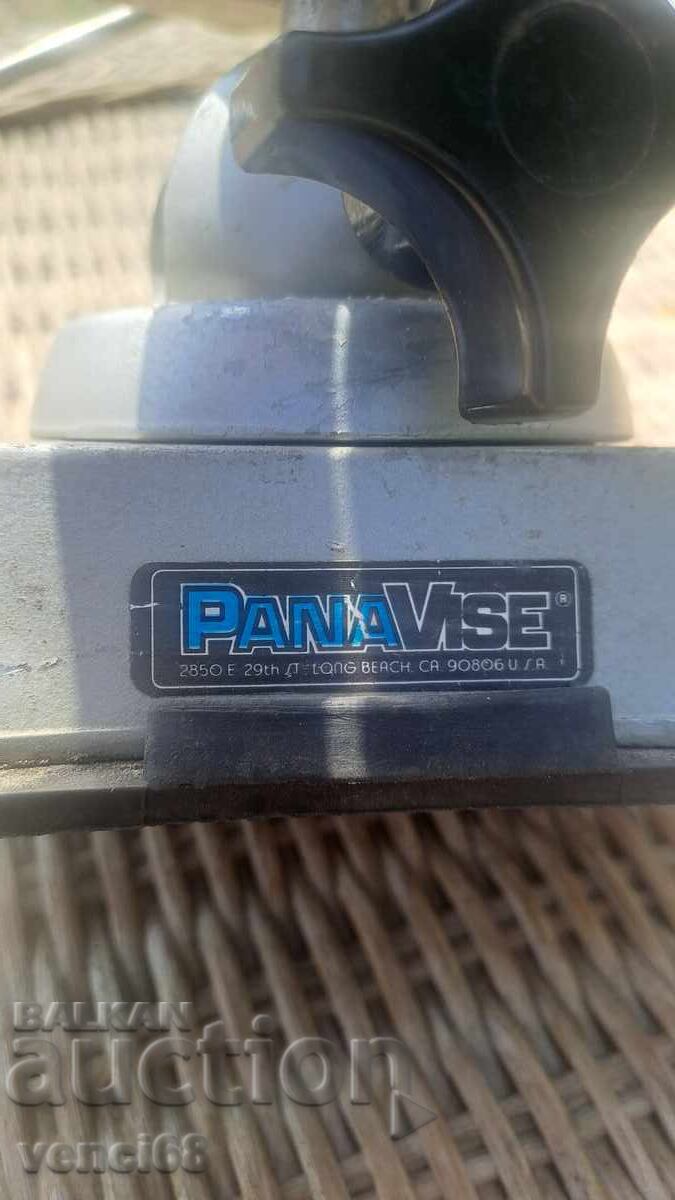 PANAVISE®
2850 E 29th ST - LONG BEACH. CA. 90806 U.S.A.
BALKAN
auction
venci68